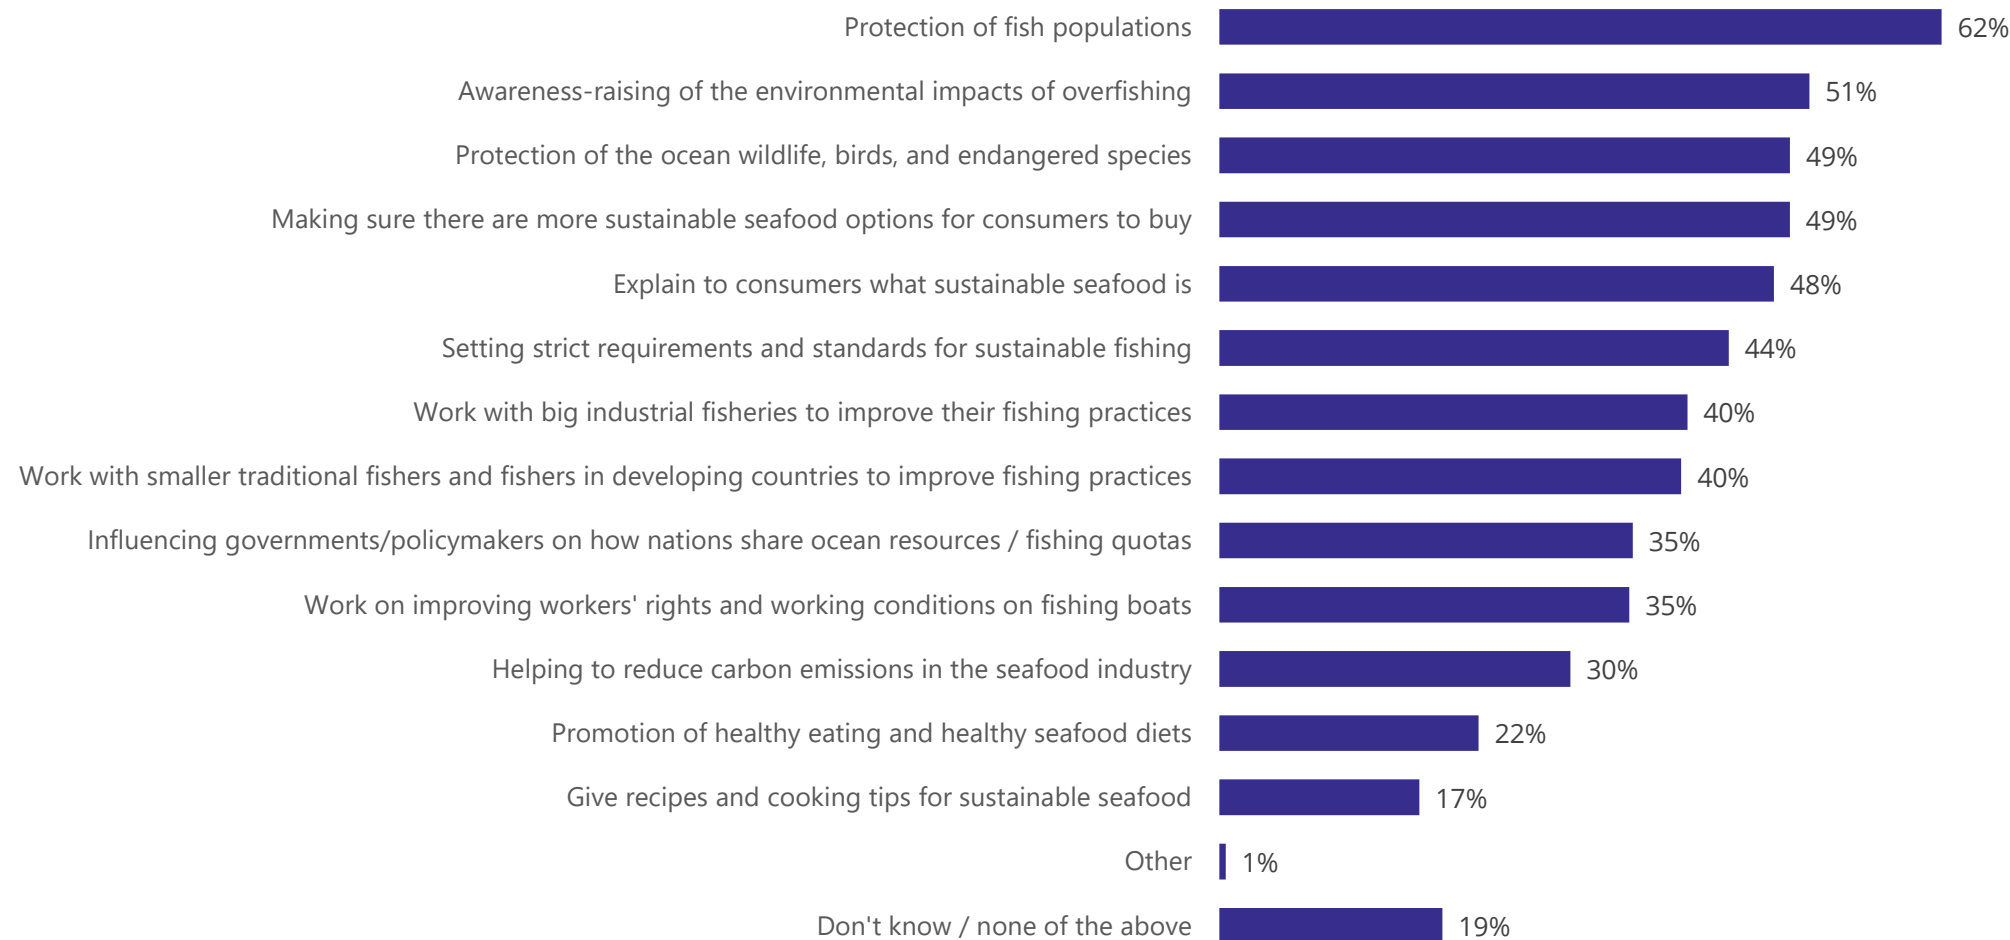 Protection of fish populations 62%
Awareness-raising of the environmental impacts of overfishing 51%
Protection of the ocean wildlife, birds, and endangered species 49%
Making sure there are more sustainable seafood options for consumers to buy 49%
Explain to consumers what sustainable seafood is 48%
Setting strict requirements and standards for sustainable fishing 44%
Work with big industrial fisheries to improve their fishing practices 40%
Work with smaller traditional fishers and fishers in developing countries to improve fishing practices 40%
Influencing governments/policymakers on how nations share ocean resources / fishing quotas 35%
Work on improving workers' rights and working conditions on fishing boats 35%
Helping to reduce carbon emissions in the seafood industry 30%
Promotion of healthy eating and healthy seafood diets 22%
Give recipes and cooking tips for sustainable seafood 17%
Other 1%
Don't know / none of the above 19%